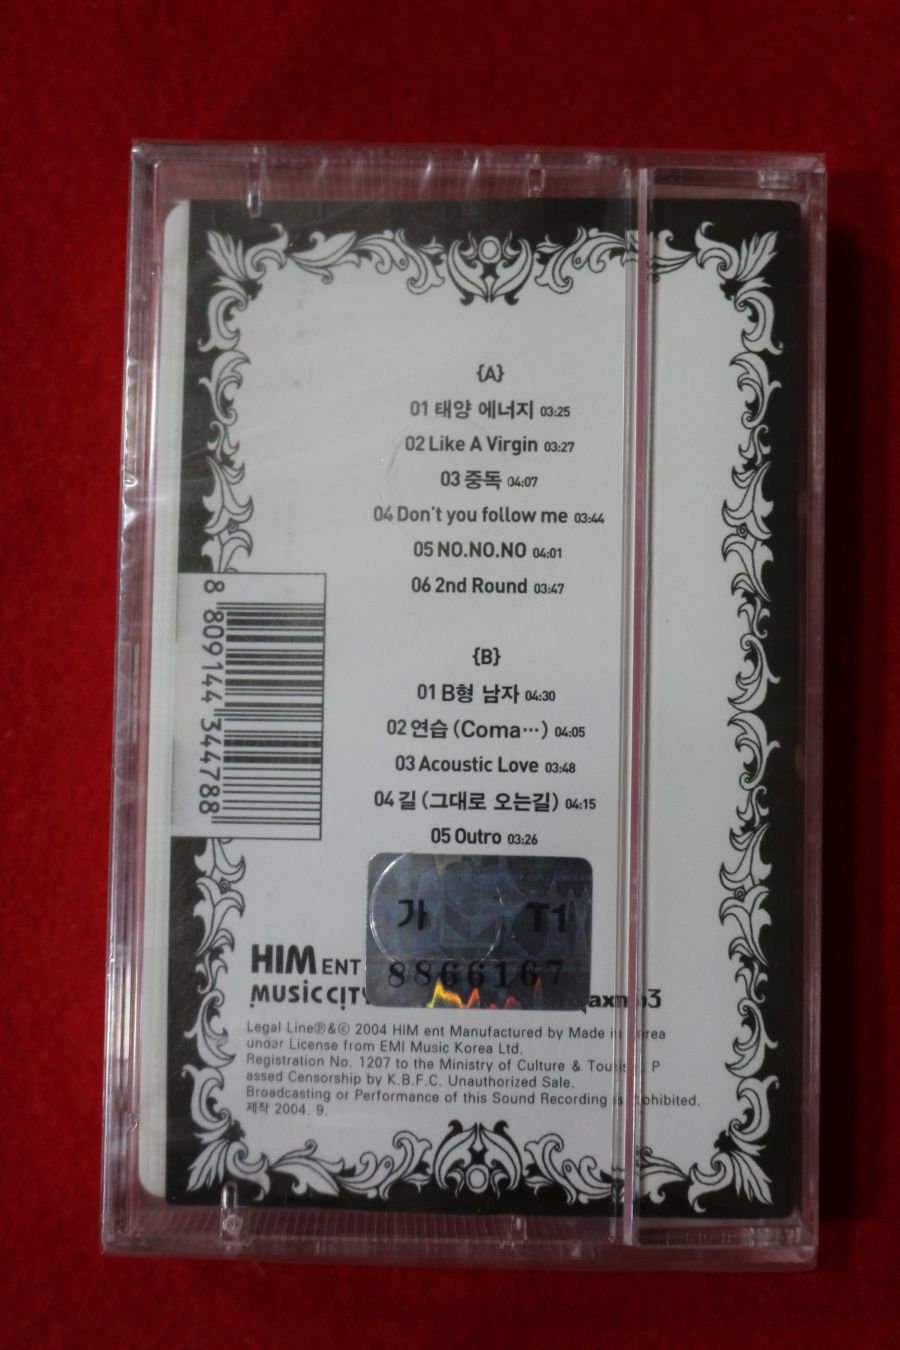 {A}
01 태양 에너지 03:25
02 Like A Virgin 03:27
03 중독 04:07
04 Don't you follow me 03:44
05 NO.NO.NO 04:01
06 2nd Round 03:47
{B}
01 B형 남자 04:30
02 연습 (Coma…) 04:05
03 Acoustic Love 03:48
04 길 (그대로 오는길) 04:15
05 Outro 03:26
8 809144 344788
가 T1
8866167
HIM ENT
MUSICCITY axmp3
Legal Line℗&© 2004 HIM ent Manufactured by Made in Korea
under License from EMI Music Korea Ltd.
Registration No. 1207 to the Ministry of Culture & Tourism. P
assed Censorship by K.B.F.C. Unauthorized Sale.
Broadcasting or Performance of this Sound Recording is Prohibited.
제작 2004. 9.